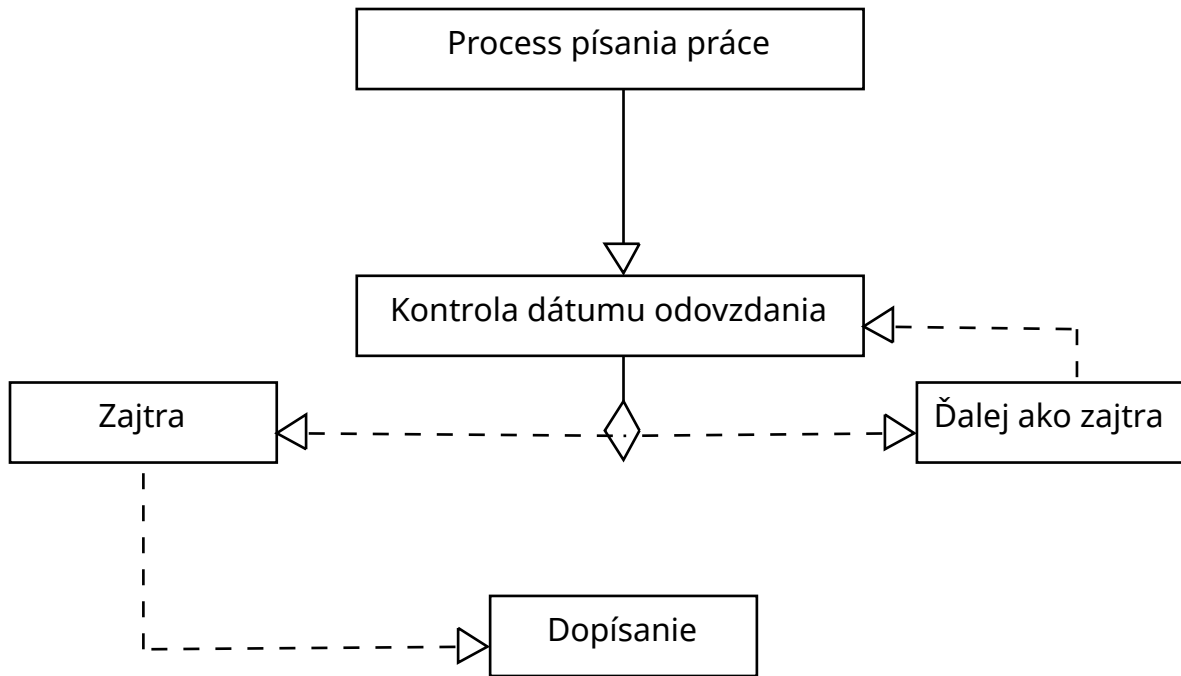 Process písania práce
Kontrola dátumu odovzdania
Zajtra
Ďalej ako zajtra
Dopísanie